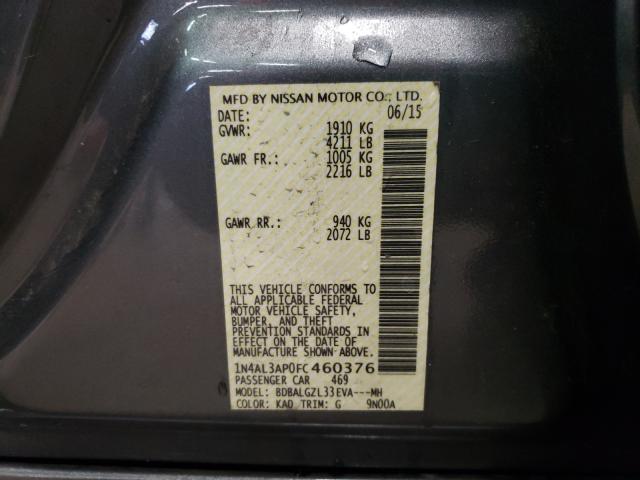 MFD BY NISSAN MOTOR CO., LTD.
DATE: 06/15
GVWR: 1910 KG
4211 LB
GAWR FR.: 1005 KG
2216 LB
GAWR RR.: 940 KG
2072 LB
THIS VEHICLE CONFORMS TO
ALL APPLICABLE FEDERAL
MOTOR VEHICLE SAFETY,
BUMPER, AND THEFT
PREVENTION STANDARDS IN
EFFECT ON THE DATE OF
MANUFACTURE SHOWN ABOVE.
1N4AL3AP0FC460376
PASSENGER CAR 469
MODEL: BDBALGZL33EVA---MH
COLOR: KAD TRIM: G 9N00A